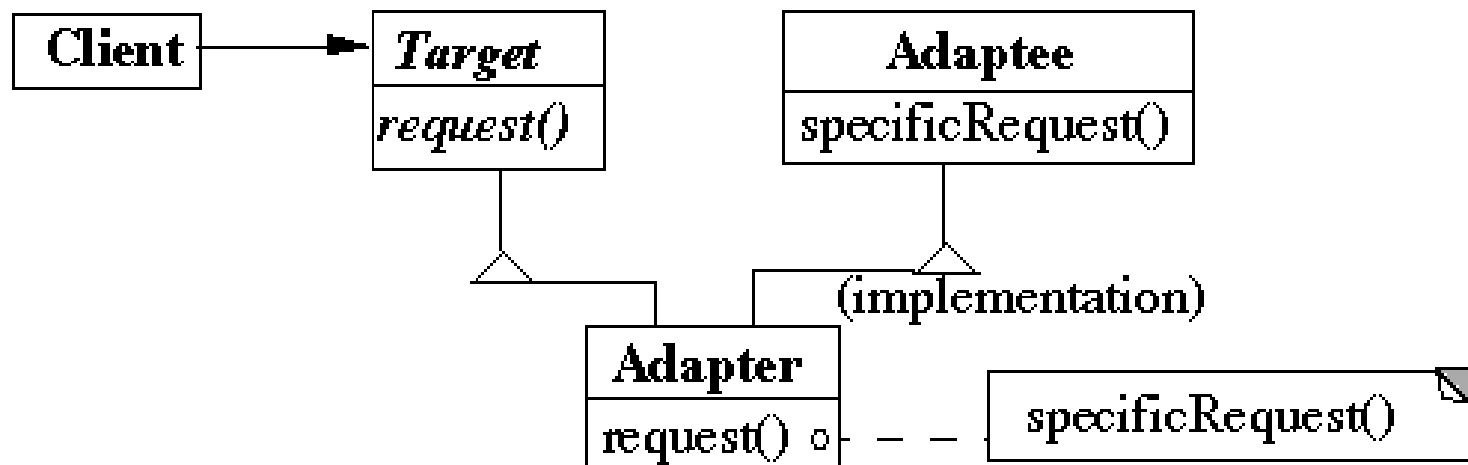 Client
Target
request()
Adaptee
specificRequest()
(implementation)
Adapter
request()
specificRequest()